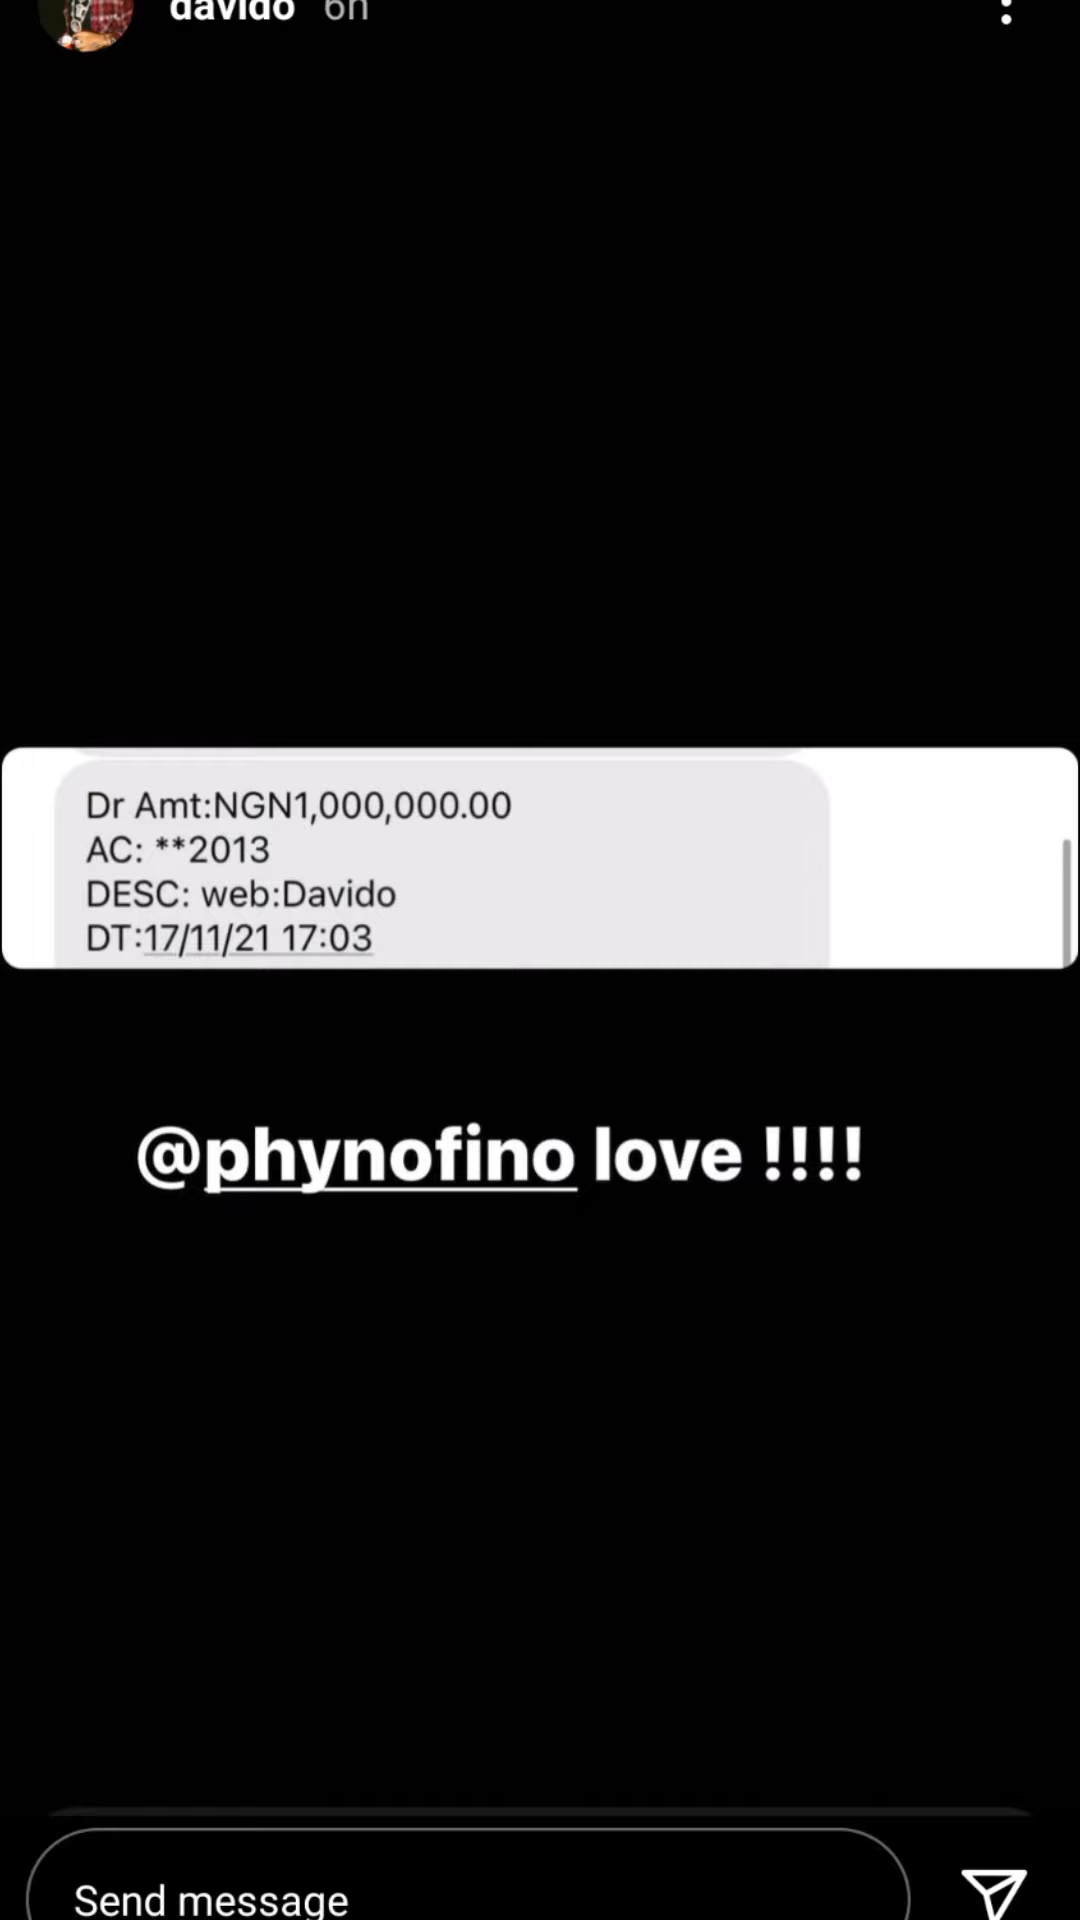 davido 6h
Dr Amt:NGN1,000,000.00
AC: **2013
DESC: web:Davido
DT:17/11/21 17:03
@phynofino love !!!!
Send message